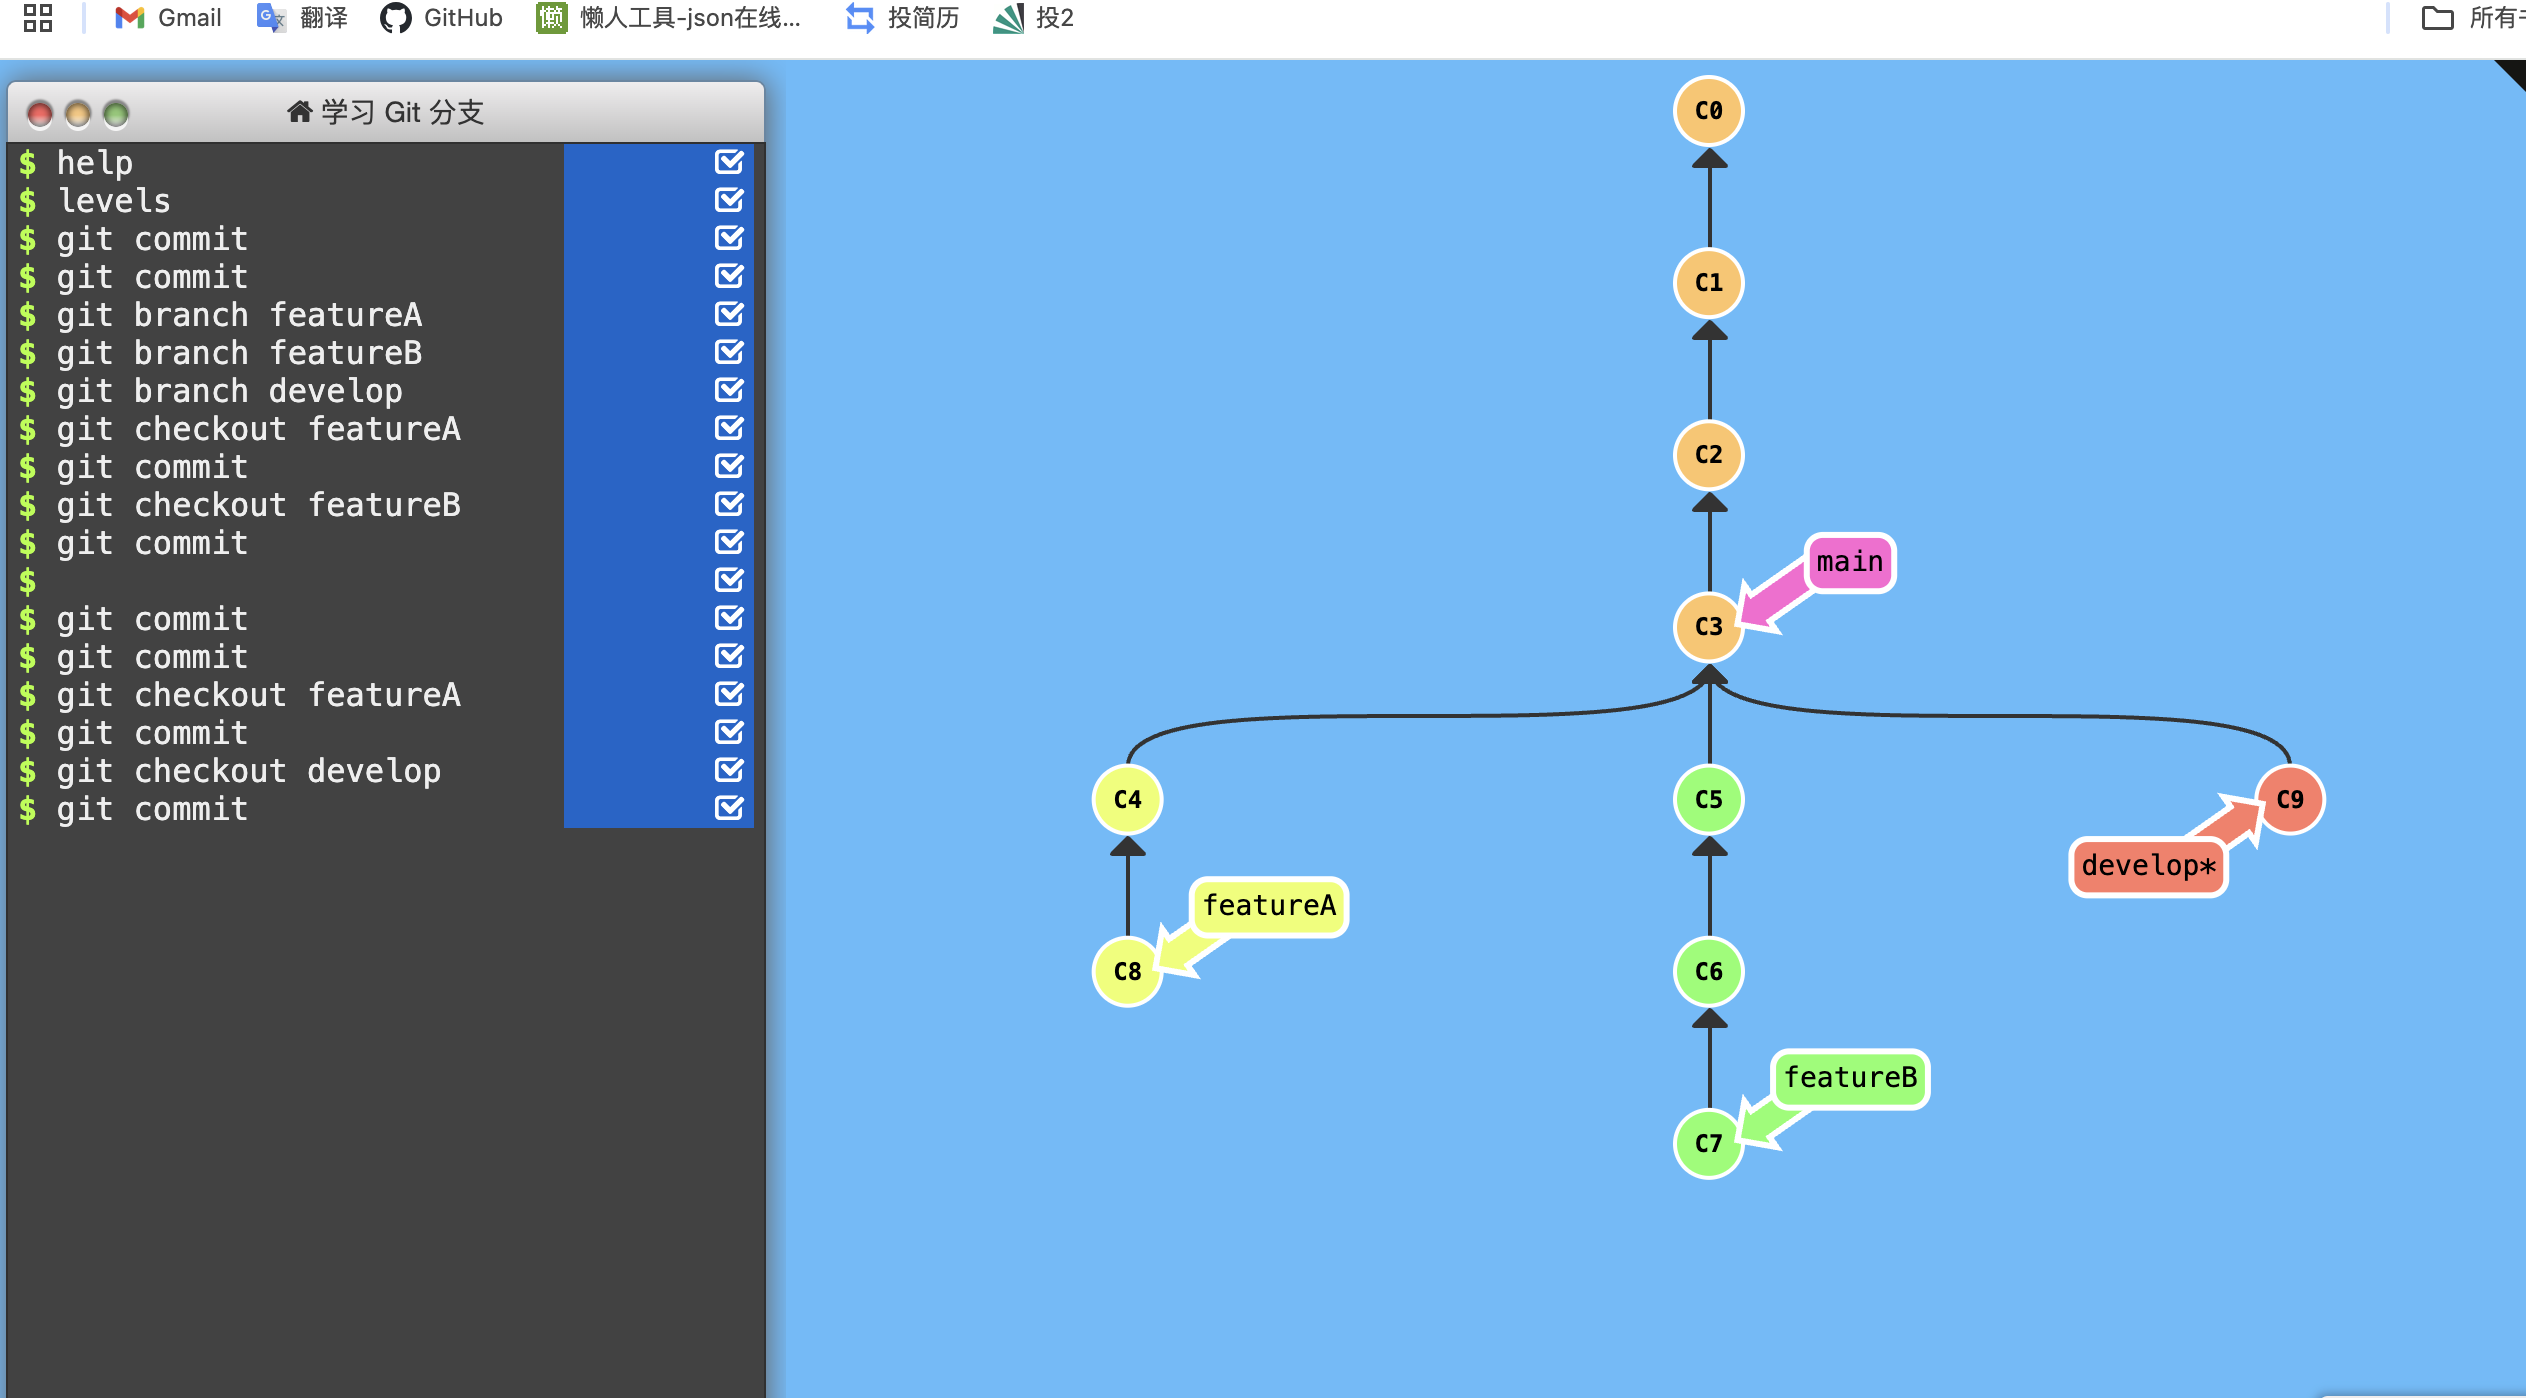 Gmail
翻译
GitHub
懒人工具-json在线...
投简历
投2
所有
学习 Git 分支
$ help
$ levels
$ git commit
$ git commit
$ git branch featureA
$ git branch featureB
$ git branch develop
$ git checkout featureA
$ git commit
$ git checkout featureB
$ git commit
$
$ git commit
$ git commit
$ git checkout featureA
$ git commit
$ git checkout develop
$ git commit
C0
C1
C2
main
C3
C4
C5
C9
develop*
featureA
C8
C6
featureB
C7